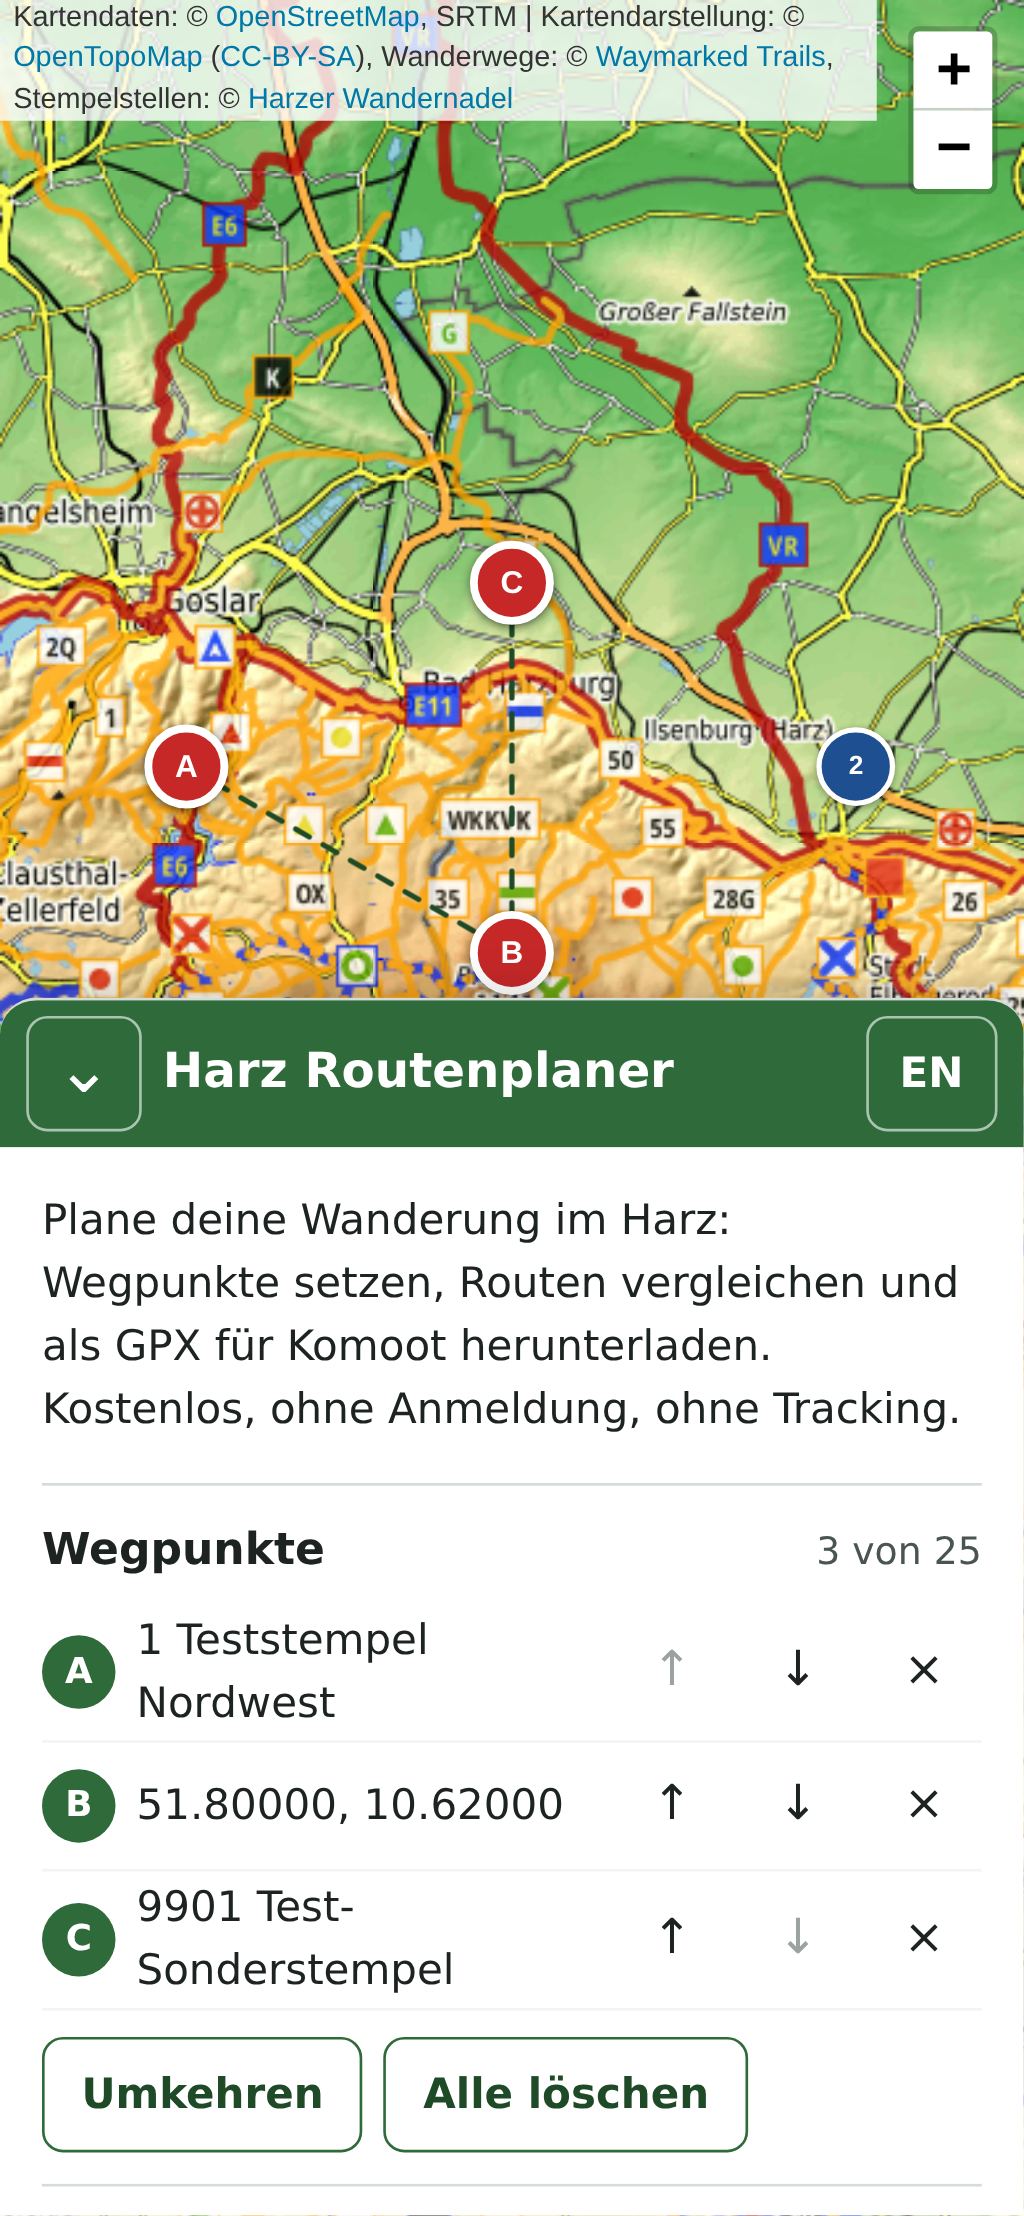 Kartendaten: © OpenStreetMap, SRTM | Kartendarstellung: ©
OpenTopoMap (CC-BY-SA), Wanderwege: © Waymarked Trails,
Stempelstellen: © Harzer Wandernadel
+
−
E6
Großer Fallstein
G
K
angelsheim
VR
C
Goslar
2Q
Bad Harzburg
E11
1
Ilsenburg (Harz)
50
A
2
WKKVK
55
E6
lausthal-
ellerfeld
OX
35
28G
26
B
Harz Routenplaner
EN
Plane deine Wanderung im Harz:
Wegpunkte setzen, Routen vergleichen und
als GPX für Komoot herunterladen.
Kostenlos, ohne Anmeldung, ohne Tracking.
Wegpunkte
3 von 25
A
1 Teststempel
Nordwest
↑ ↓ ×
B
51.80000, 10.62000
↑ ↓ ×
C
9901 Test-
Sonderstempel
↑ ↓ ×
Umkehren
Alle löschen